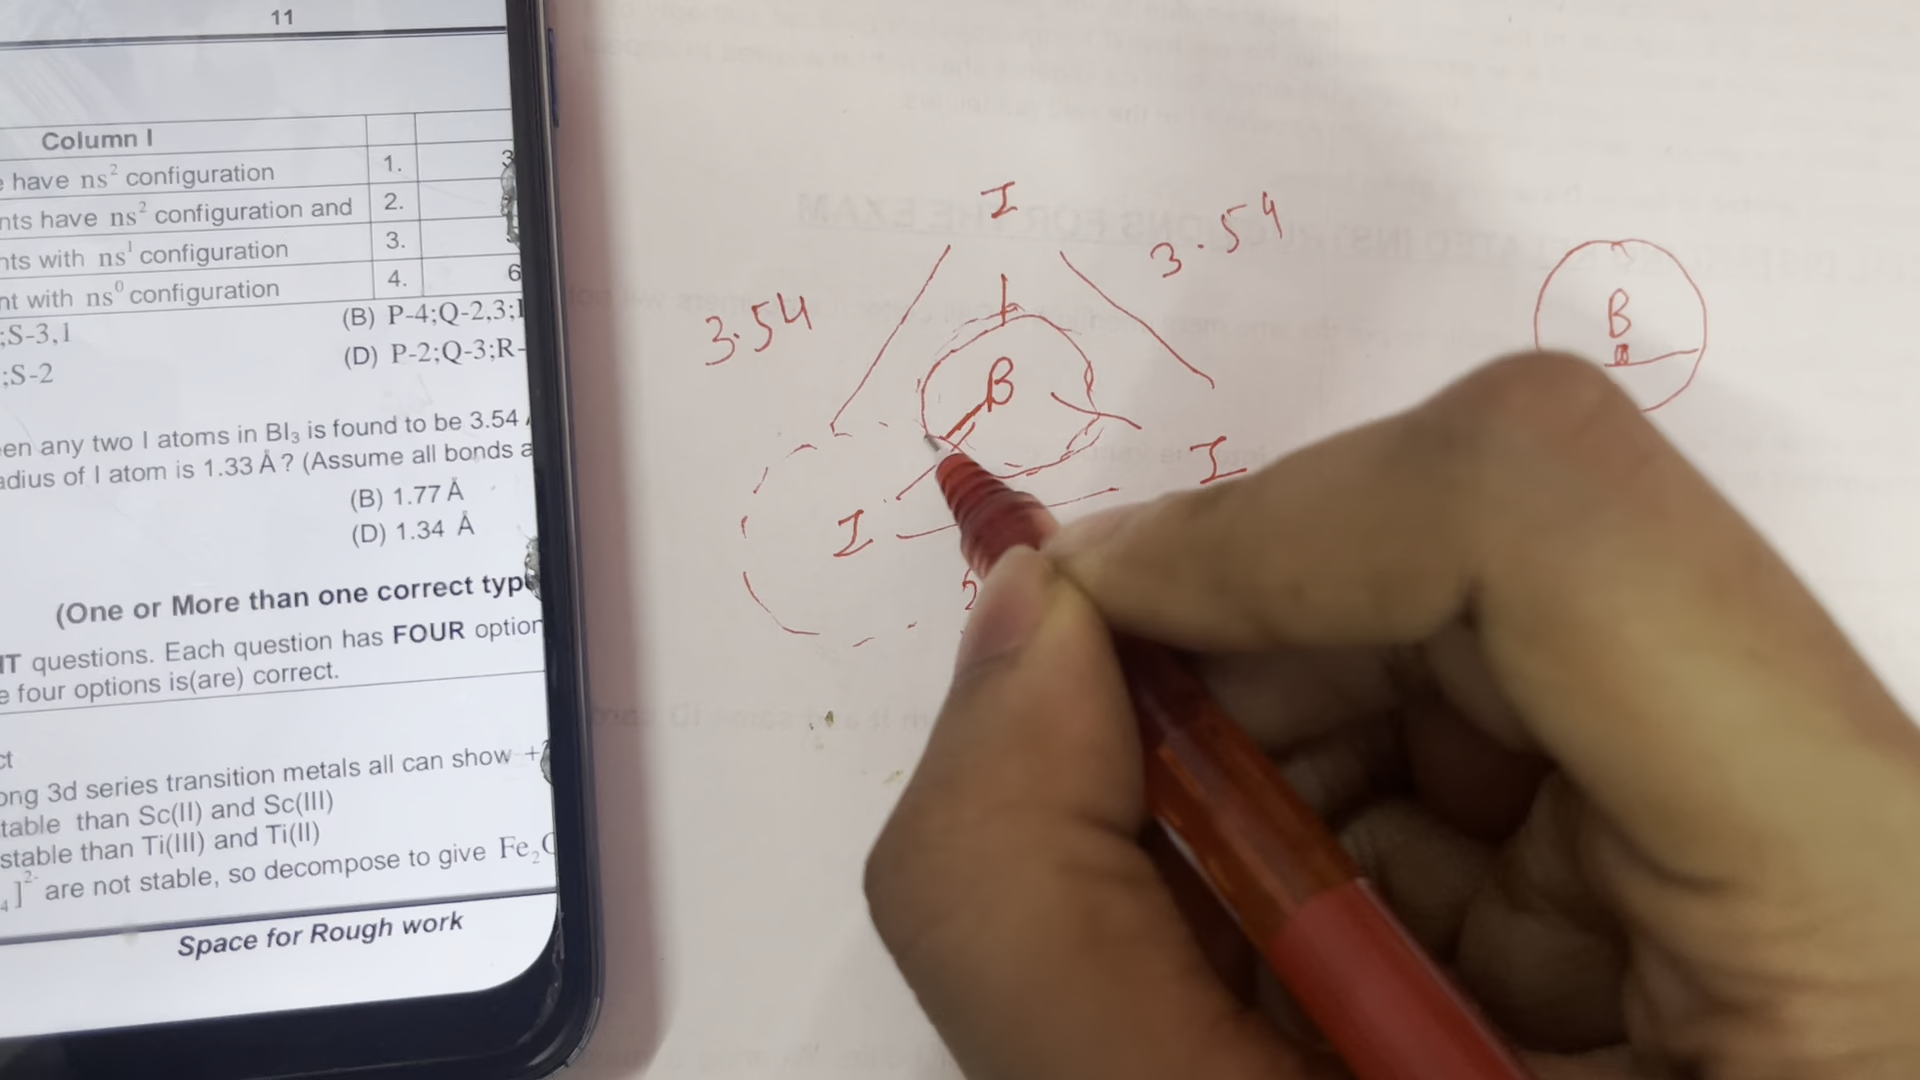 11
Column I
have ns² configuration
1.
3
nts have ns² configuration and
2.
nts with ns¹ configuration
3.
nt with ns⁰ configuration
4.
6
;S-3,1
(B) P-4;Q-2,3;
;S-2
(D) P-2;Q-3;R-
en any two I atoms in BI₃ is found to be 3.54
adius of I atom is 1.33 Å? (Assume all bonds a
(B) 1.77 Å
(D) 1.34 Å
(One or More than one correct typ
IT questions. Each question has FOUR option
e four options is(are) correct.
ct
ong 3d series transition metals all can show +
table than Sc(II) and Sc(III)
stable than Ti(III) and Ti(II)
₄]²⁻ are not stable, so decompose to give Fe₂
Space for Rough work
I
3.54
3.54
B
I
I
B